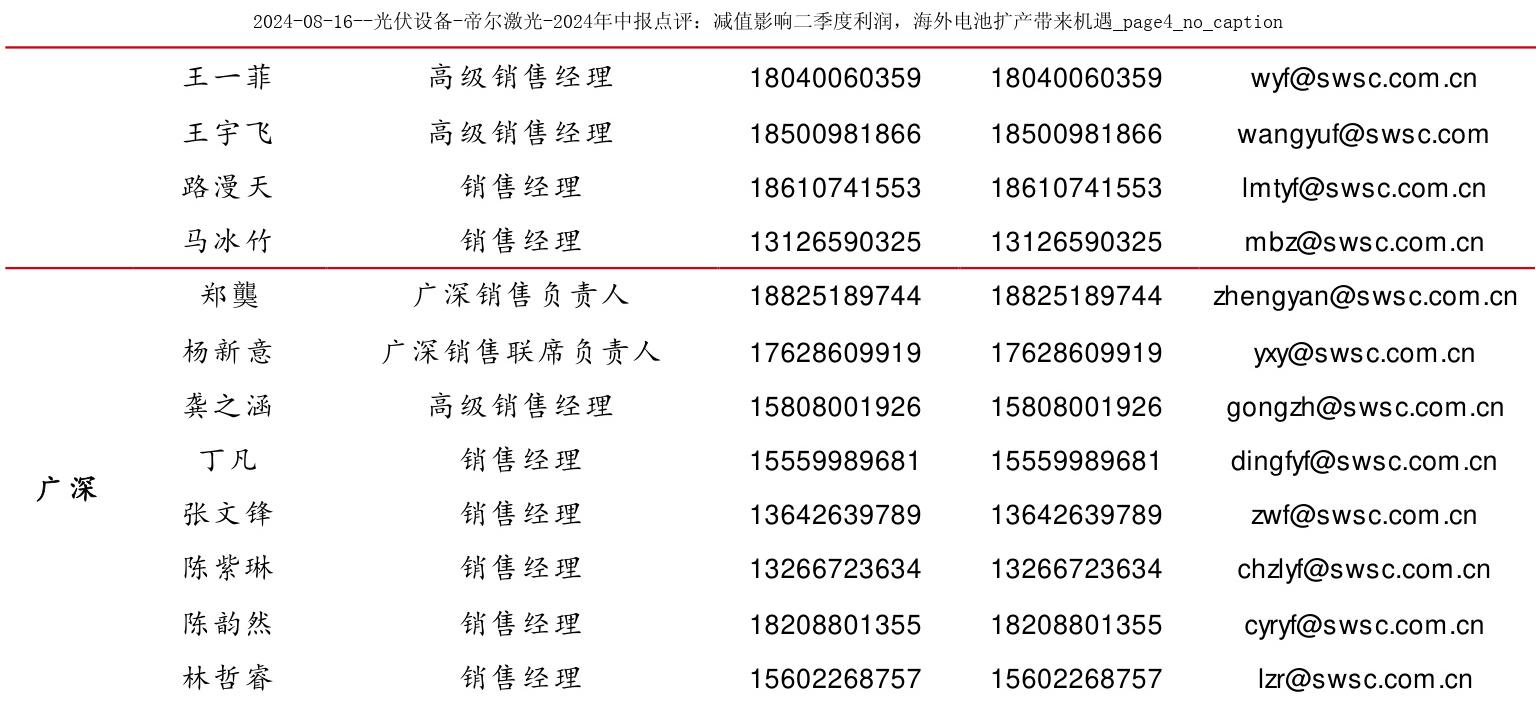 2024-08-16--光伏设备-帝尔激光-2024年中报点评：减值影响二季度利润，海外电池扩产带来机遇_page4_no_caption
王一菲 高级销售经理 18040060359 18040060359 wyf@swsc.com.cn
王宇飞 高级销售经理 18500981866 18500981866 wangyuf@swsc.com
路漫天 销售经理 18610741553 18610741553 lmtyf@swsc.com.cn
马冰竹 销售经理 13126590325 13126590325 mbz@swsc.com.cn
郑龑 广深销售负责人 18825189744 18825189744 zhengyan@swsc.com.cn
杨新意 广深销售联席负责人 17628609919 17628609919 yxy@swsc.com.cn
龚之涵 高级销售经理 15808001926 15808001926 gongzh@swsc.com.cn
丁凡 销售经理 15559989681 15559989681 dingfyf@swsc.com.cn
广深
张文锋 销售经理 13642639789 13642639789 zwf@swsc.com.cn
陈紫琳 销售经理 13266723634 13266723634 chzlyf@swsc.com.cn
陈韵然 销售经理 18208801355 18208801355 cyryf@swsc.com.cn
林哲睿 销售经理 15602268757 15602268757 lzr@swsc.com.cn